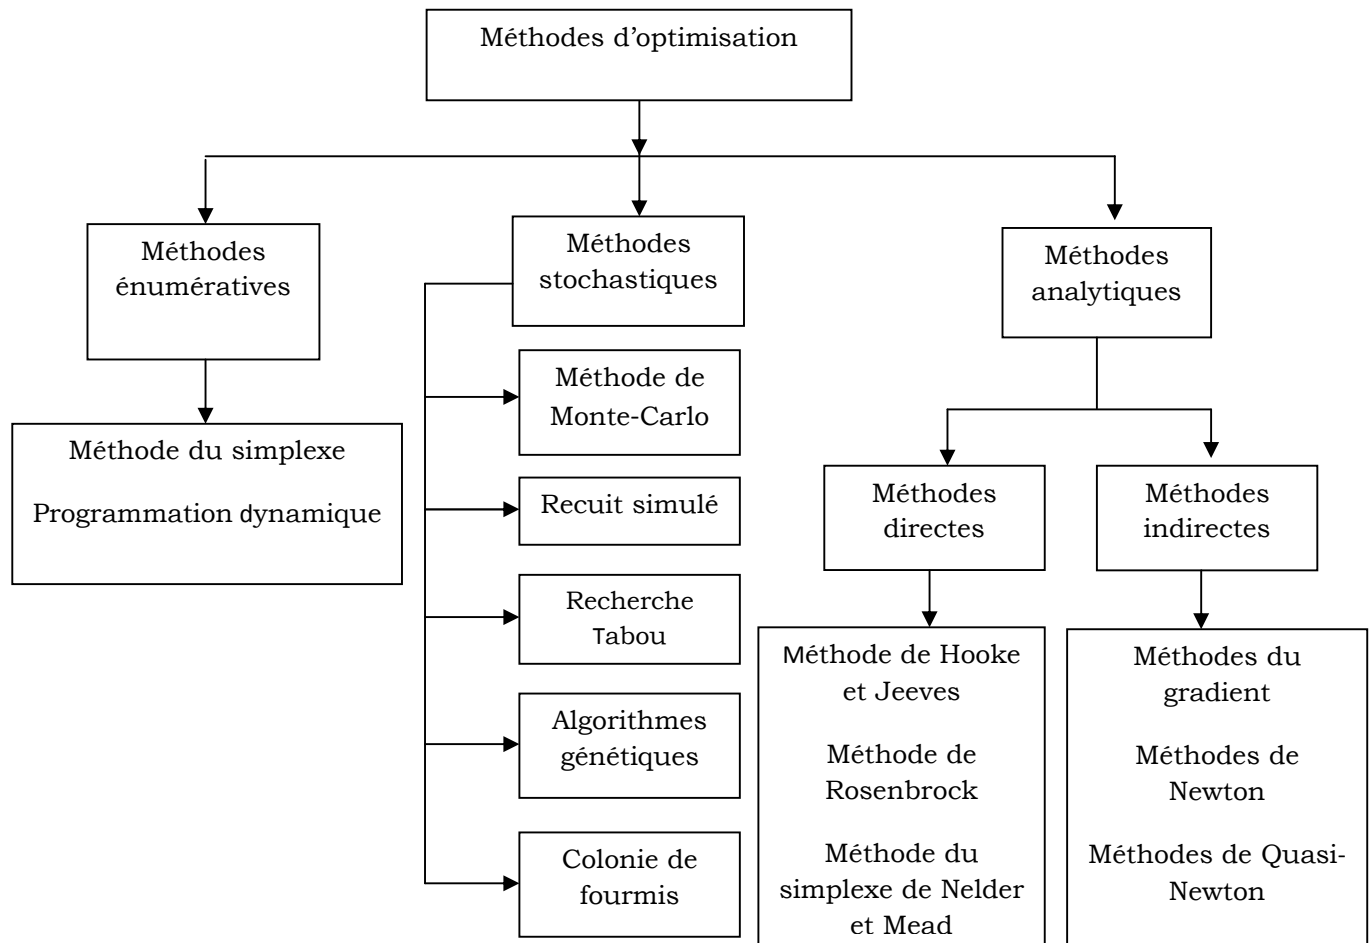 Méthodes d’optimisation
Méthodes
énumératives
Méthode du simplexe
Programmation dynamique
Méthodes
stochastiques
Méthode de
Monte-Carlo
Recuit simulé
Recherche
Tabou
Algorithmes
génétiques
Colonie de
fourmis
Méthodes
analytiques
Méthodes
directes
Méthode de Hooke
et Jeeves
Méthode de
Rosenbrock
Méthode du
simplexe de Nelder
et Mead
Méthodes
indirectes
Méthodes du
gradient
Méthodes de
Newton
Méthodes de Quasi-
Newton